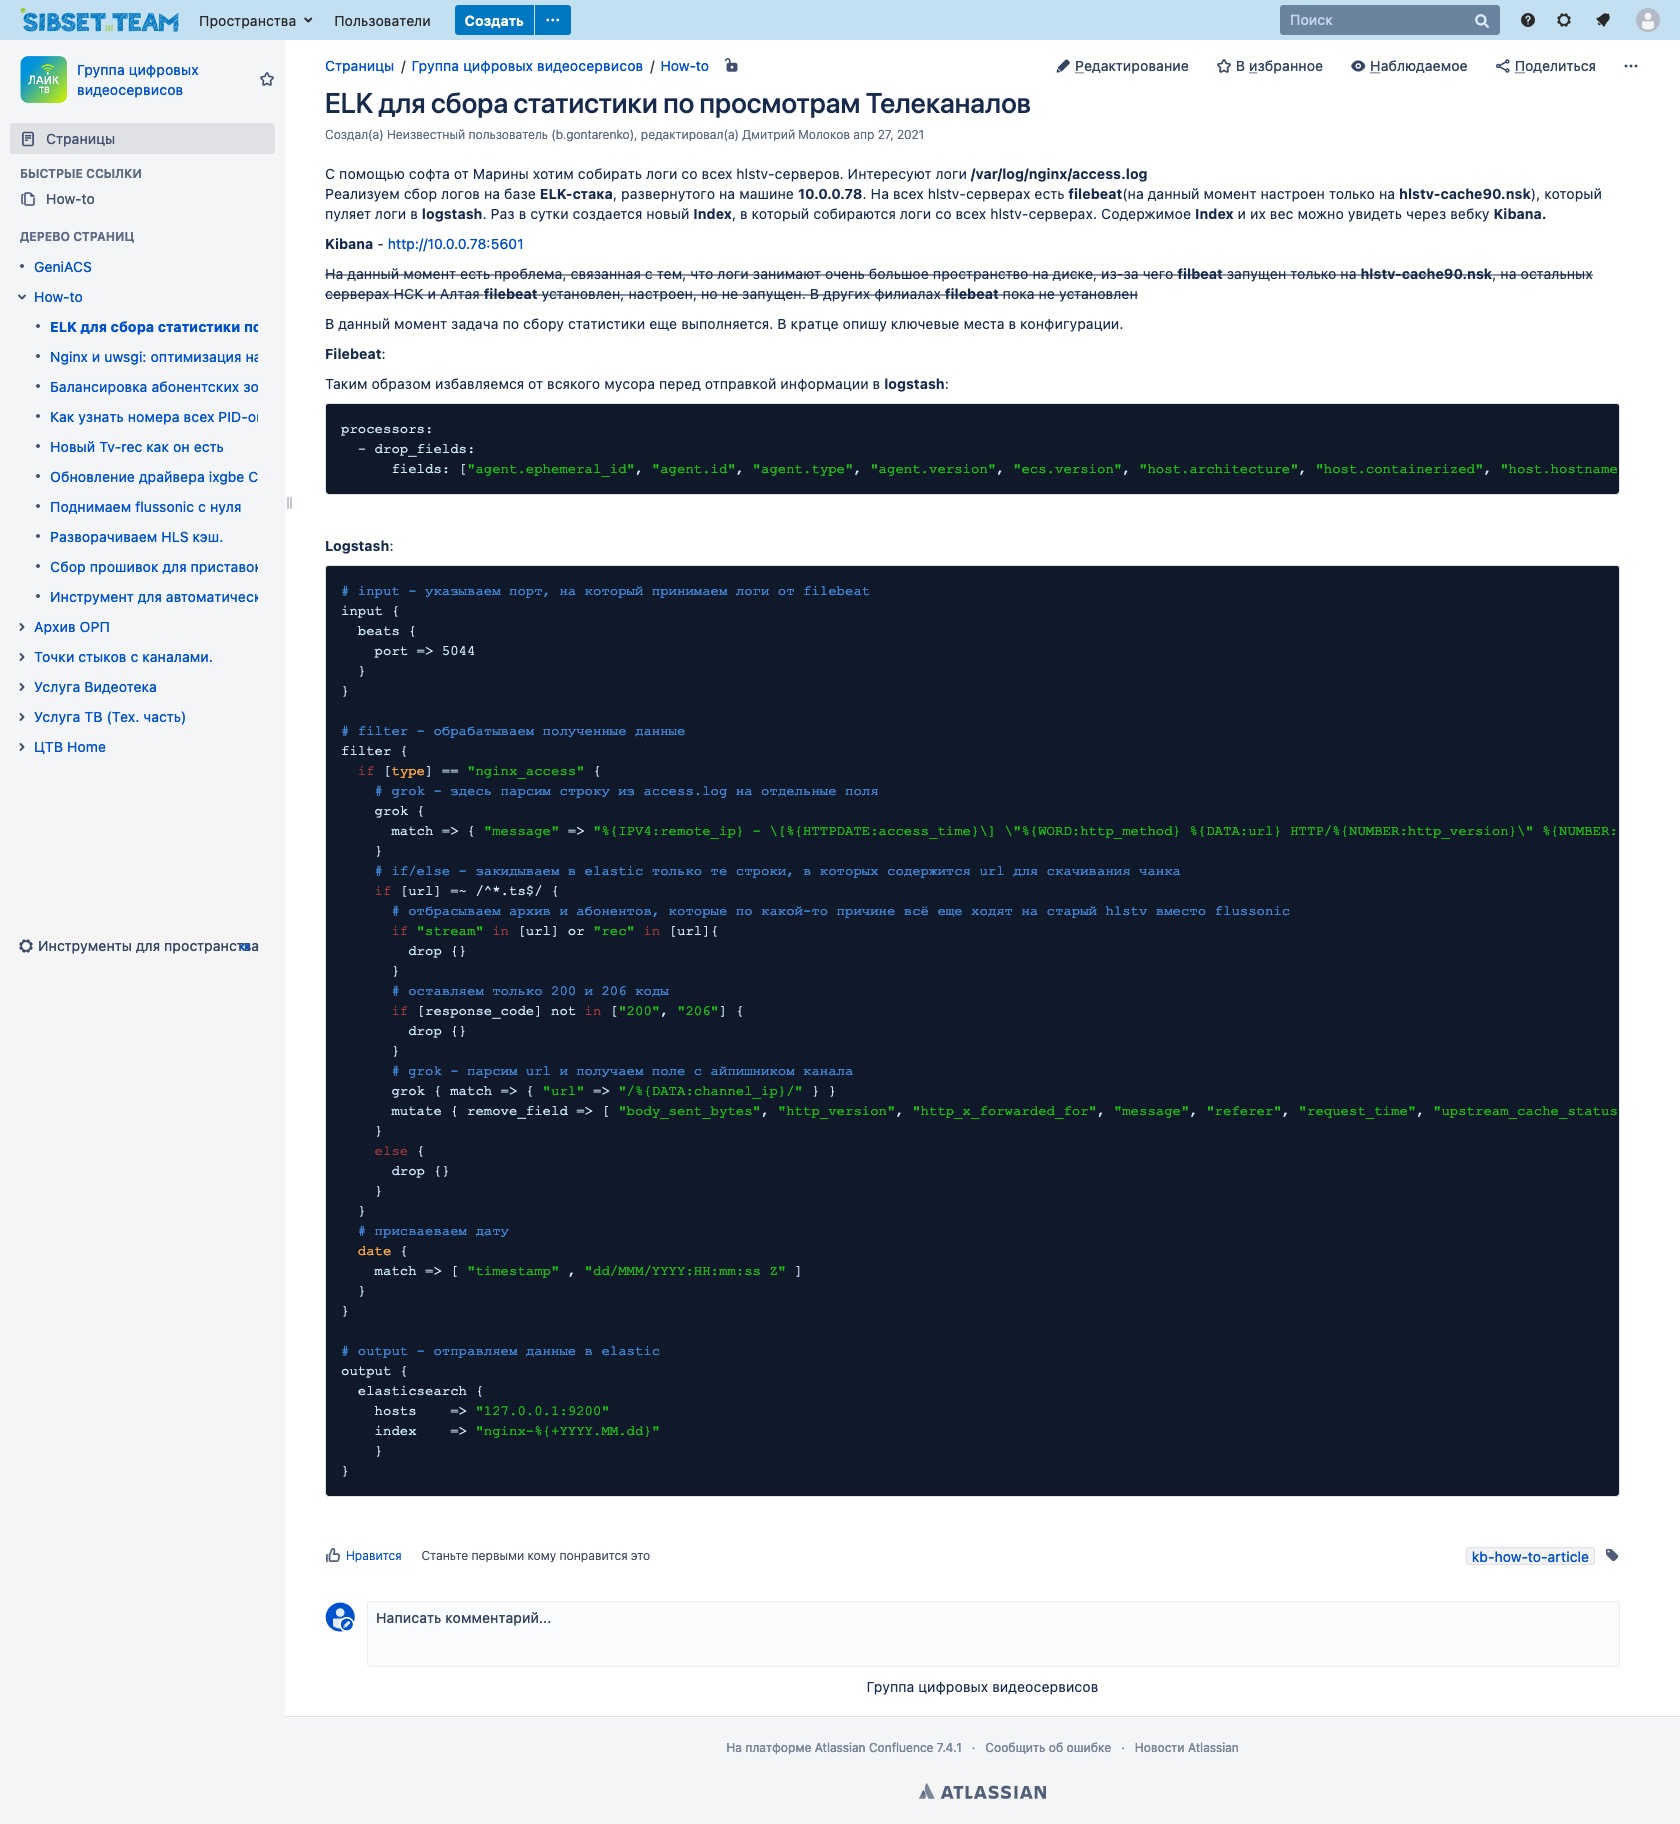 SIBSET.TEAM
Пространства
Пользователи
Создать
Поиск
ЛАЙК ТВ
Группа цифровых видеосервисов
Страницы
БЫСТРЫЕ ССЫЛКИ
How-to
ДЕРЕВО СТРАНИЦ
GeniACS
How-to
ELK для сбора статистики по
Nginx и uwsgi: оптимизация на
Балансировка абонентских зо
Как узнать номера всех PID-о
Новый Tv-rec как он есть
Обновление драйвера ixgbe C
Поднимаем flussonic с нуля
Разворачиваем HLS кэш.
Сбор прошивок для приставок
Инструмент для автоматическ
Архив ОРП
Точки стыков с каналами.
Услуга Видеотека
Услуга ТВ (Тех. часть)
ЦТВ Home
Инструменты для пространства
Страницы / Группа цифровых видеосервисов / How-to
Редактирование
В избранное
Наблюдаемое
Поделиться
ELK для сбора статистики по просмотрам Телеканалов
Создал(а) Неизвестный пользователь (b.gontarenko), редактировал(а) Дмитрий Молоков апр 27, 2021
С помощью софта от Марины хотим собирать логи со всех hlstv-серверов. Интересуют логи /var/log/nginx/access.log
Реализуем сбор логов на базе ELK-стака, развернутого на машине 10.0.0.78. На всех hlstv-серверах есть filebeat(на данный момент настроен только на hlstv-cache90.nsk), который
пуляет логи в logstash. Раз в сутки создается новый Index, в который собираются логи со всех hlstv-серверах. Содержимое Index и их вес можно увидеть через вебку Kibana.
Kibana - http://10.0.0.78:5601
На данный момент есть проблема, связанная с тем, что логи занимают очень большое пространство на диске, из-за чего filbeat запущен только на hlstv-cache90.nsk, на остальных
серверах НСК и Алтая filebeat установлен, настроен, но не запущен. В других филиалах filebeat пока не установлен
В данный момент задача по сбору статистики еще выполняется. В кратце опишу ключевые места в конфигурации.
Filebeat:
Таким образом избавляемся от всякого мусора перед отправкой информации в logstash:
processors:
  - drop_fields:
      fields: ["agent.ephemeral_id", "agent.id", "agent.type", "agent.version", "ecs.version", "host.architecture", "host.containerized", "host.hostname
Logstash:
# input - указываем порт, на который принимаем логи от filebeat
input {
  beats {
    port => 5044
  }
}
# filter - обрабатываем полученные данные
filter {
  if [type] == "nginx_access" {
    # grok - здесь парсим строку из access.log на отдельные поля
    grok {
      match => { "message" => "%{IPV4:remote_ip} - \[%{HTTPDATE:access_time}\] \"%{WORD:http_method} %{DATA:url} HTTP/%{NUMBER:http_version}\" %{NUMBER:
    }
    # if/else - закидываем в elastic только те строки, в которых содержится url для скачивания чанка
    if [url] =~ /^*.ts$/ {
      # отбрасываем архив и абонентов, которые по какой-то причине всё еще ходят на старый hlstv вместо flussonic
      if "stream" in [url] or "rec" in [url]{
        drop {}
      }
      # оставляем только 200 и 206 коды
      if [response_code] not in ["200", "206"] {
        drop {}
      }
      # grok - парсим url и получаем поле с айпишником канала
      grok { match => { "url" => "/%{DATA:channel_ip}/" } }
      mutate { remove_field => [ "body_sent_bytes", "http_version", "http_x_forwarded_for", "message", "referer", "request_time", "upstream_cache_status
    }
    else {
      drop {}
    }
  }
  # присваеваем дату
  date {
    match => [ "timestamp" , "dd/MMM/YYYY:HH:mm:ss Z" ]
  }
}
# output - отправляем данные в elastic
output {
  elasticsearch {
    hosts    => "127.0.0.1:9200"
    index    => "nginx-%{+YYYY.MM.dd}"
    }
}
Нравится
Станьте первыми кому понравится это
kb-how-to-article
Написать комментарий...
Группа цифровых видеосервисов
На платформе Atlassian Confluence 7.4.1 · Сообщить об ошибке · Новости Atlassian
ATLASSIAN